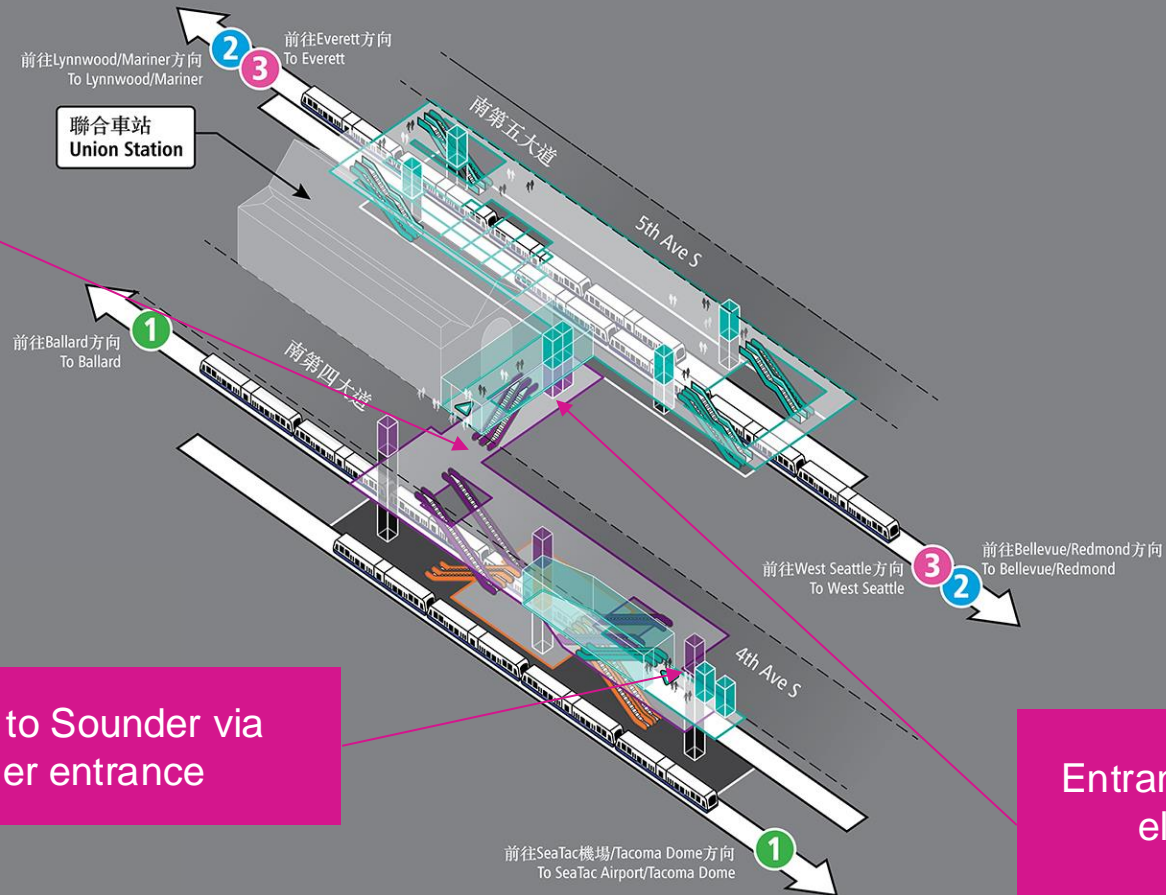 前往Lynnwood/Mariner方向
To Lynnwood/Mariner
2
3
前往Everett方向
To Everett
聯合車站
Union Station
南第五大道
5th Ave S
前往Ballard方向
To Ballard
1
南第四大道
4th Ave S
前往West Seattle方向
To West Seattle
3
2
前往Bellevue/Redmond方向
To Bellevue/Redmond
to Sounder via
er entrance
Entran
el
前往SeaTac機場/Tacoma Dome方向
To SeaTac Airport/Tacoma Dome
1